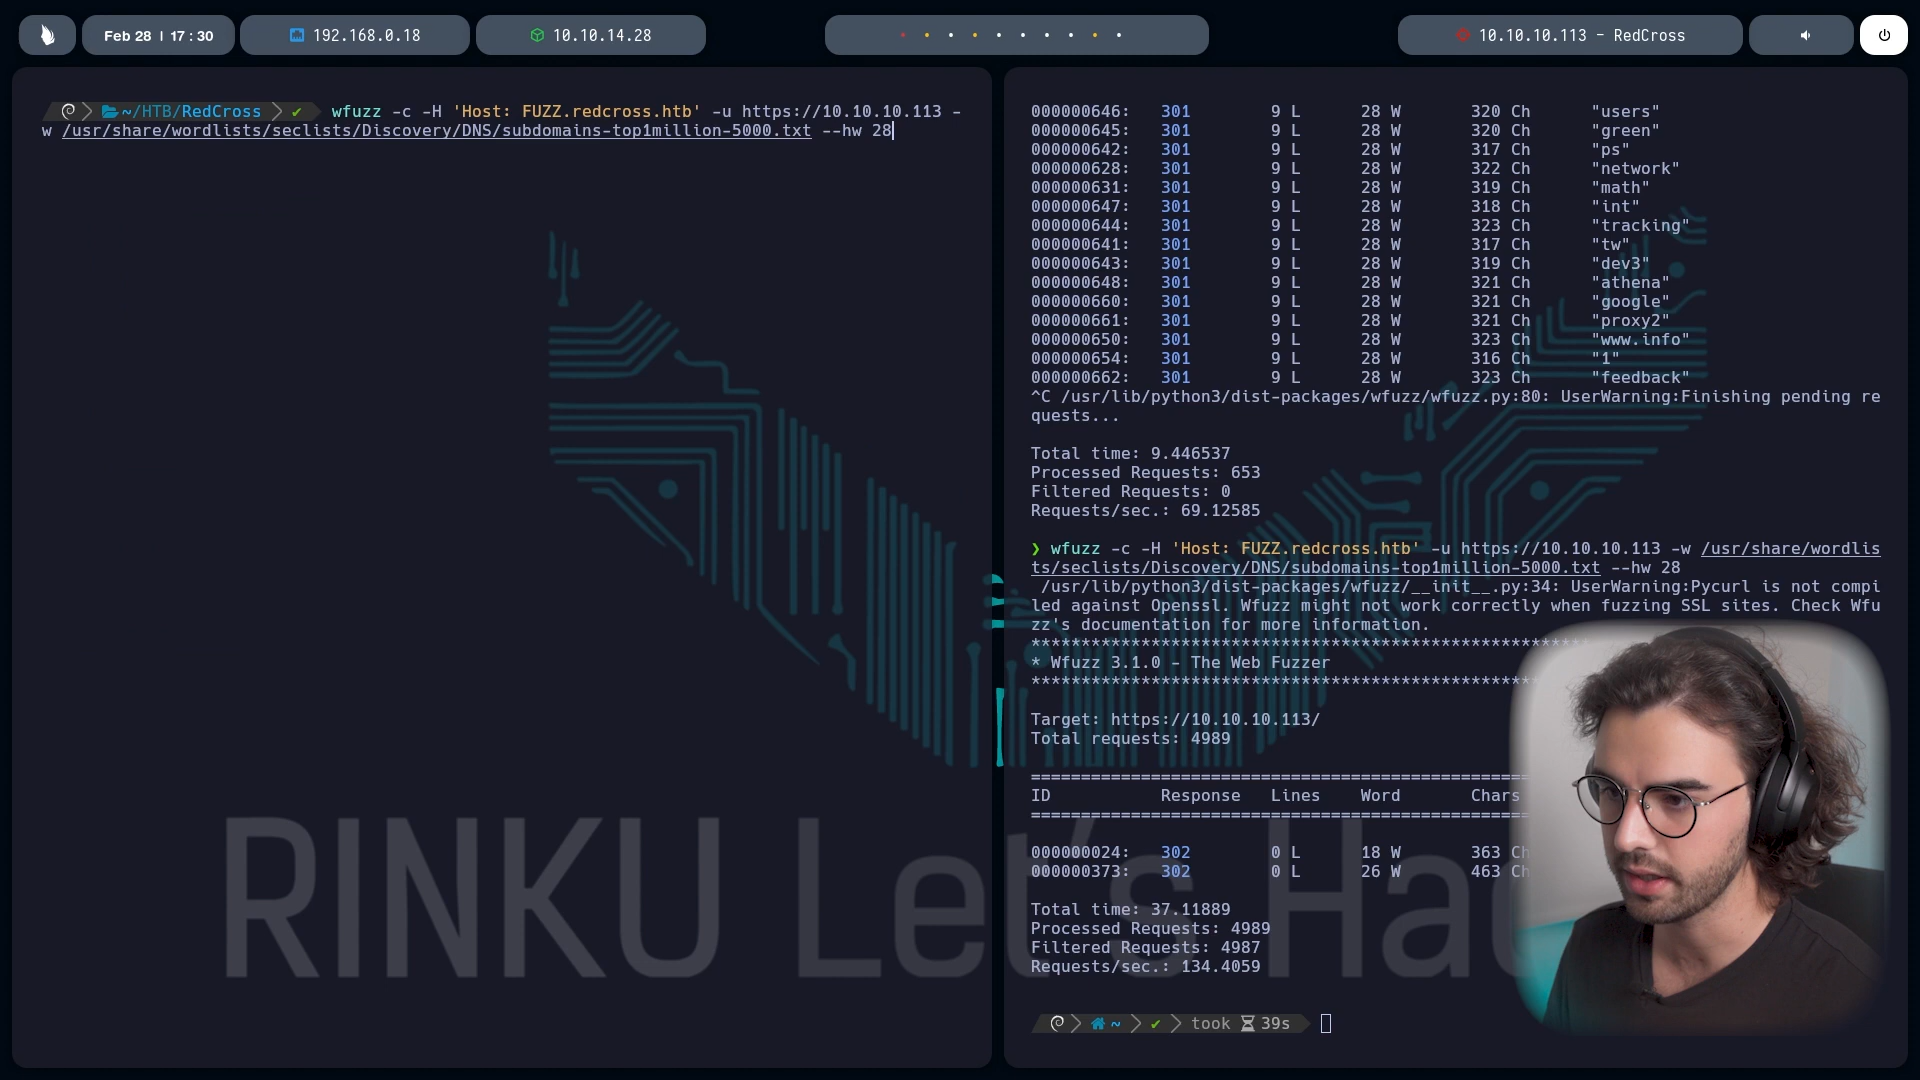 Feb 28 | 17 : 30
192.168.0.18
10.10.14.28
10.10.10.113 - RedCross
~/HTB/RedCross ✔ wfuzz -c -H 'Host: FUZZ.redcross.htb' -u https://10.10.10.113 -
w /usr/share/wordlists/seclists/Discovery/DNS/subdomains-top1million-5000.txt --hw 28
000000646: 301 9 L 28 W 320 Ch "users"
000000645: 301 9 L 28 W 320 Ch "green"
000000642: 301 9 L 28 W 317 Ch "ps"
000000628: 301 9 L 28 W 322 Ch "network"
000000631: 301 9 L 28 W 319 Ch "math"
000000647: 301 9 L 28 W 318 Ch "int"
000000644: 301 9 L 28 W 323 Ch "tracking"
000000641: 301 9 L 28 W 317 Ch "tw"
000000643: 301 9 L 28 W 319 Ch "dev3"
000000648: 301 9 L 28 W 321 Ch "athena"
000000660: 301 9 L 28 W 321 Ch "google"
000000661: 301 9 L 28 W 321 Ch "proxy2"
000000650: 301 9 L 28 W 323 Ch "www.info"
000000654: 301 9 L 28 W 316 Ch "1"
000000662: 301 9 L 28 W 323 Ch "feedback"
^C /usr/lib/python3/dist-packages/wfuzz/wfuzz.py:80: UserWarning:Finishing pending re
quests...
Total time: 9.446537
Processed Requests: 653
Filtered Requests: 0
Requests/sec.: 69.12585
❯ wfuzz -c -H 'Host: FUZZ.redcross.htb' -u https://10.10.10.113 -w /usr/share/wordlis
ts/seclists/Discovery/DNS/subdomains-top1million-5000.txt --hw 28
/usr/lib/python3/dist-packages/wfuzz/__init__.py:34: UserWarning:Pycurl is not compi
led against Openssl. Wfuzz might not work correctly when fuzzing SSL sites. Check Wfu
zz's documentation for more information.
********************************************************
* Wfuzz 3.1.0 - The Web Fuzzer
***************************************************
Target: https://10.10.10.113/
Total requests: 4989
==================================================
ID Response Lines Word Chars
==================================================
000000024: 302 0 L 18 W 363 Ch
000000373: 302 0 L 26 W 463 Ch
Total time: 37.11889
Processed Requests: 4989
Filtered Requests: 4987
Requests/sec.: 134.4059
~ ✔ took 39s
RINKU Let's